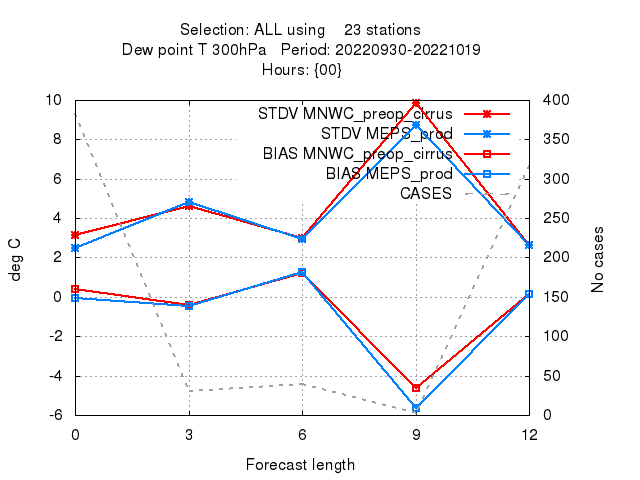 Selection: ALL using    23 stations
Dew point T 300hPa   Period: 20220930-20221019
Hours: {00}
STDV MNWC_preop_cirrus
STDV MEPS_prod
BIAS MNWC_preop_cirrus
BIAS MEPS_prod
CASES
10
8
6
4
2
0
-2
-4
-6
deg C
400
350
300
250
200
150
100
50
0
No cases
0
3
6
9
12
Forecast length